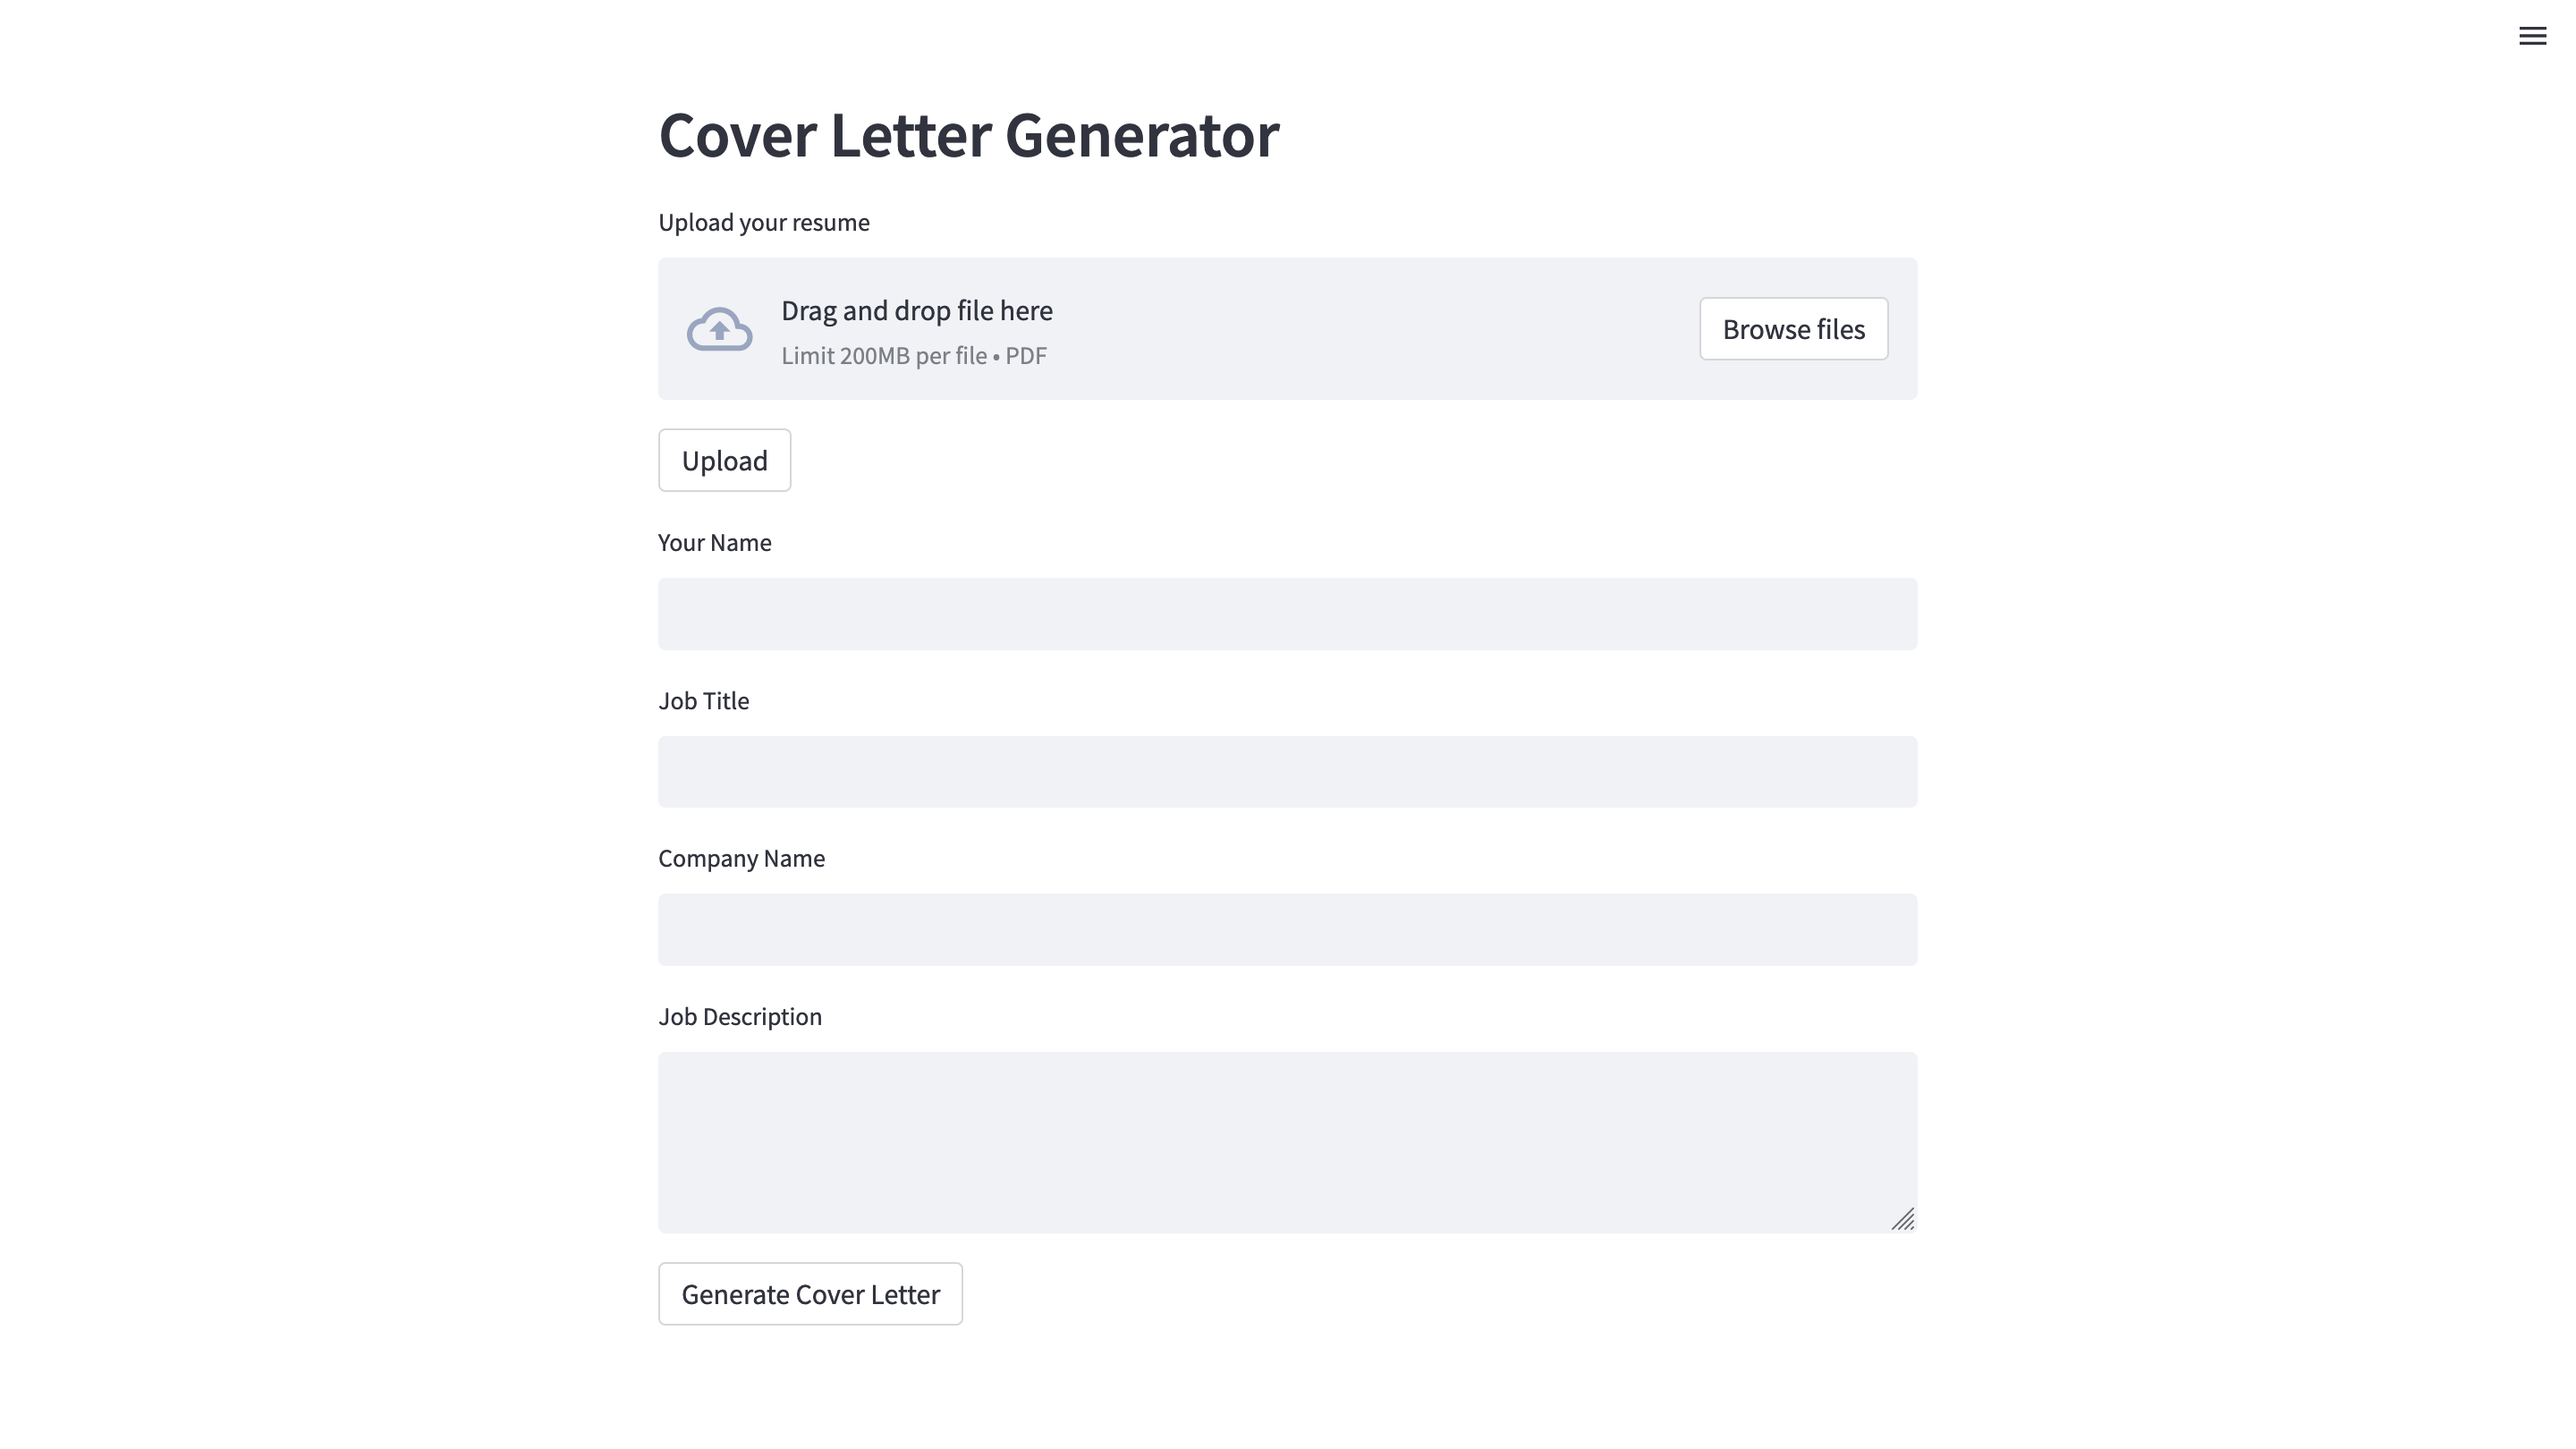 Cover Letter Generator
Upload your resume
Drag and drop file here
Limit 200MB per file • PDF
Browse files
Upload
Your Name
Job Title
Company Name
Job Description
Generate Cover Letter